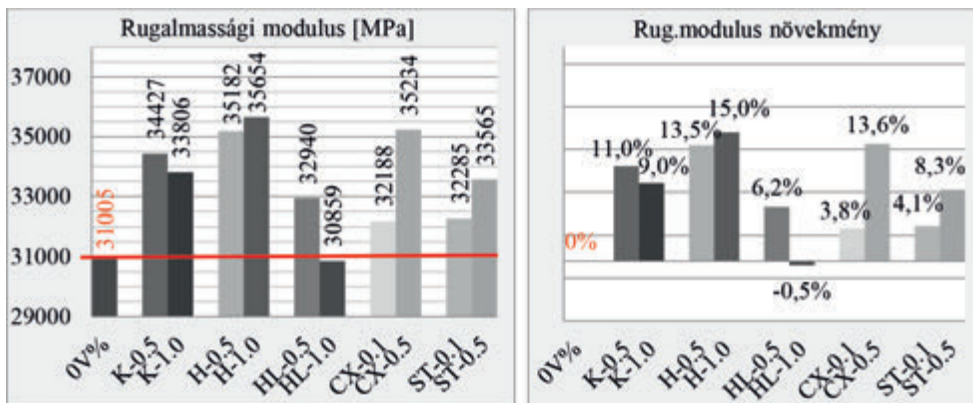 Rugalmassági modulus [MPa]
37000
35000
33000
31000
29000
31005
34427
33806
35182
35654
32940
30859
32188
35234
32285
33565
0V%
K-0.5
K-1.0
H-0.5
H-1.0
HL-0.5
HL-1.0
CX-0.1
CX-0.5
ST-0.1
ST-0.5
Rug.modulus növekmény
0%
11,0%
9,0%
13,5%
15,0%
6,2%
-0,5%
3,8%
13,6%
4,1%
8,3%
0V%
K-0.5
K-1.0
H-0.5
H-1.0
HL-0.5
HL-1.0
CX-0.1
CX-0.5
ST-0.1
ST-0.5